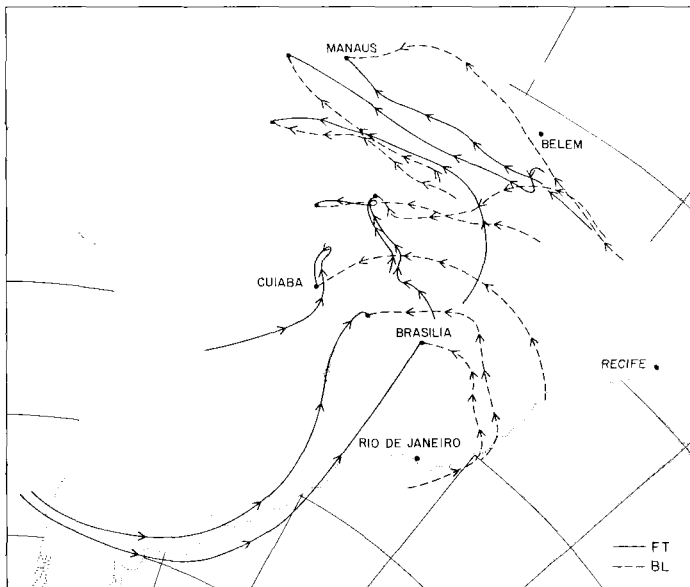 MANAUS
BELEM
CUIABA
BRASILIA
RECIFE
RIO DE JANEIRO
FT
BL